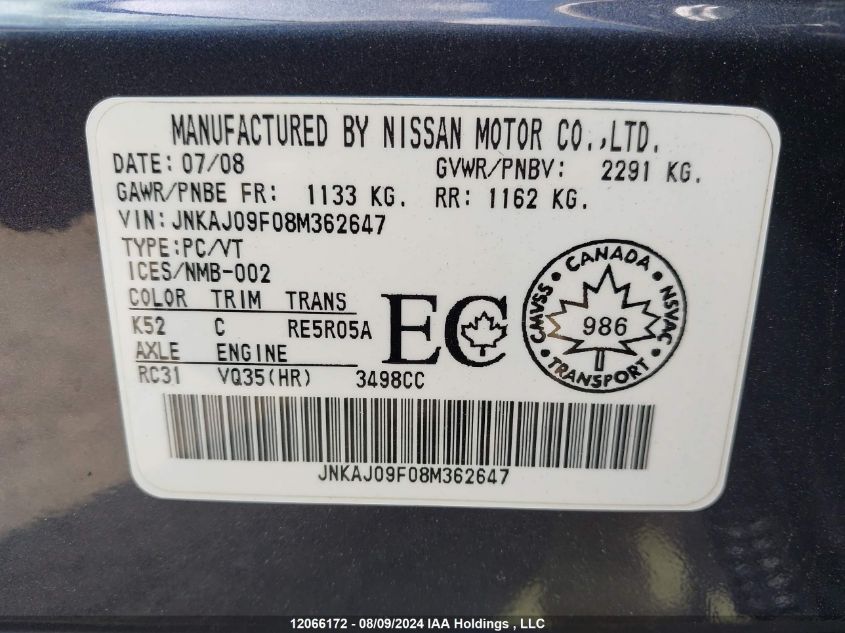 MANUFACTURED BY NISSAN MOTOR CO.,LTD.
DATE: 07/08 GVWR/PNBV: 2291 KG.
GAWR/PNBE FR: 1133 KG. RR: 1162 KG.
VIN: JNKAJ09F08M362647
TYPE:PC/VT
ICES/NMB-002
COLOR TRIM TRANS
K52 C RE5R05A
AXLE ENGINE
RC31 VQ35(HR) 3498CC
EC
CANADA
CMVSS 986 NSVAC
TRANSPORT
JNKAJ09F08M362647
12066172 - 08/09/2024 IAA Holdings , LLC